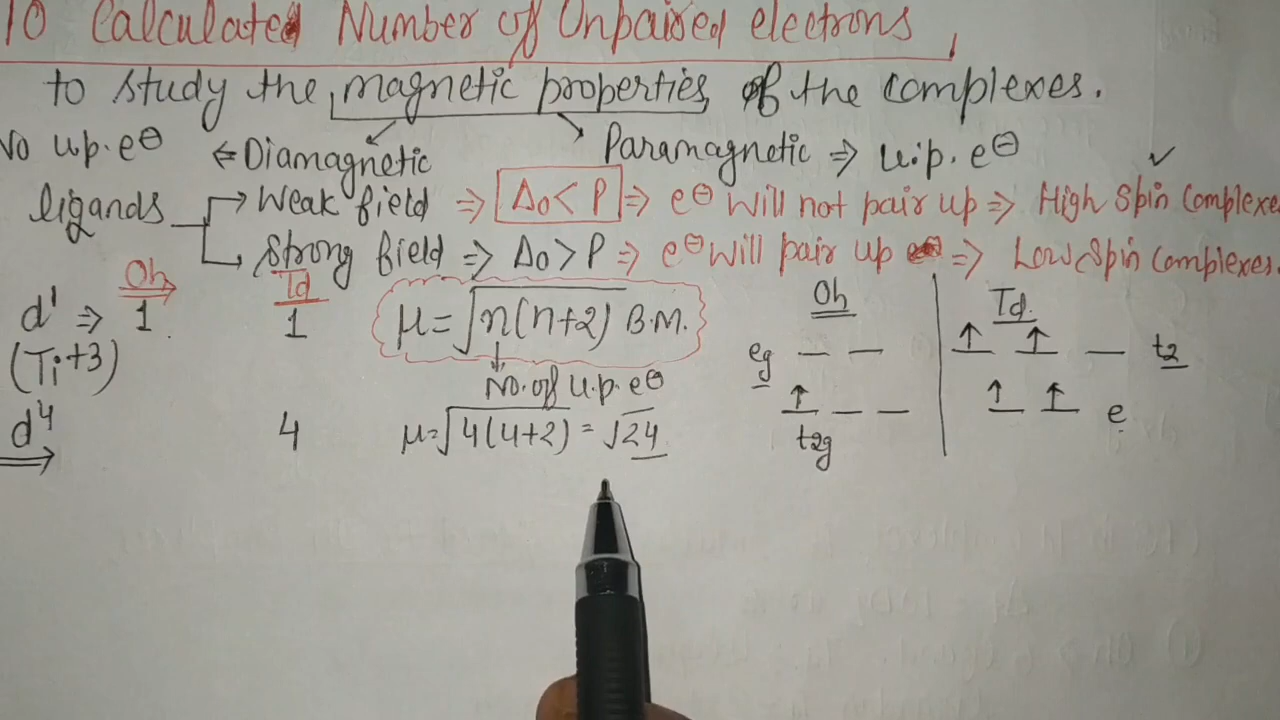 10 Calculated Number of Unpaired electrons,
to study the magnetic properties of the complexes.
No u.p. e⊖ ⇐ Diamagnetic Paramagnetic ⇒ u.p. e⊖ ✓
ligands → Weak field ⇒ Δo < P ⇒ e⊖ will not pair up ⇒ High Spin Complexe
→ Strong field ⇒ Δo > P ⇒ e⊖ will pair up ⇒ Low Spin Complexes.
Oh Td Oh Td.
d¹ ⇒ 1 1 μ = √n(n+2) B.M.
(Ti+3) eg t2
No. of u.p. e⊖
d⁴ 4 μ = √4(4+2) = √24 t2g e